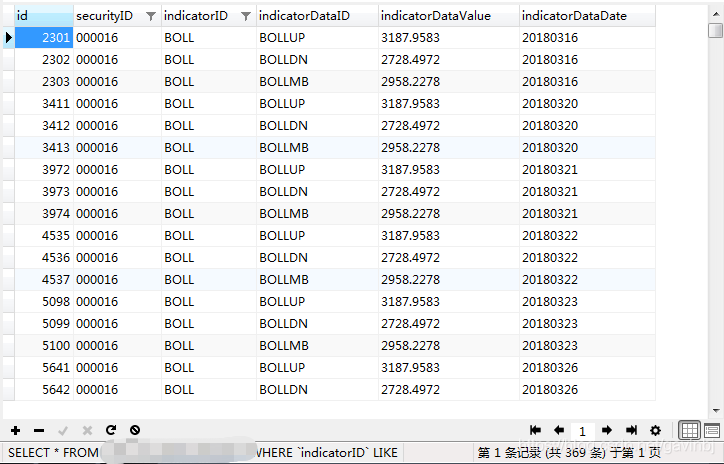 id securityID indicatorID indicatorDataID indicatorDataValue indicatorDataDate
2301 000016 BOLL BOLLUP 3187.9583 20180316
2302 000016 BOLL BOLLDN 2728.4972 20180316
2303 000016 BOLL BOLLMB 2958.2278 20180316
3411 000016 BOLL BOLLUP 3187.9583 20180320
3412 000016 BOLL BOLLDN 2728.4972 20180320
3413 000016 BOLL BOLLMB 2958.2278 20180320
3972 000016 BOLL BOLLUP 3187.9583 20180321
3973 000016 BOLL BOLLDN 2728.4972 20180321
3974 000016 BOLL BOLLMB 2958.2278 20180321
4535 000016 BOLL BOLLUP 3187.9583 20180322
4536 000016 BOLL BOLLDN 2728.4972 20180322
4537 000016 BOLL BOLLMB 2958.2278 20180322
5098 000016 BOLL BOLLUP 3187.9583 20180323
5099 000016 BOLL BOLLDN 2728.4972 20180323
5100 000016 BOLL BOLLMB 2958.2278 20180323
5641 000016 BOLL BOLLUP 3187.9583 20180326
5642 000016 BOLL BOLLDN 2728.4972 20180326
1
SELECT * FROM WHERE `indicatorID` LIKE 第 1 条记录 (共 369 条) 于第 1 页